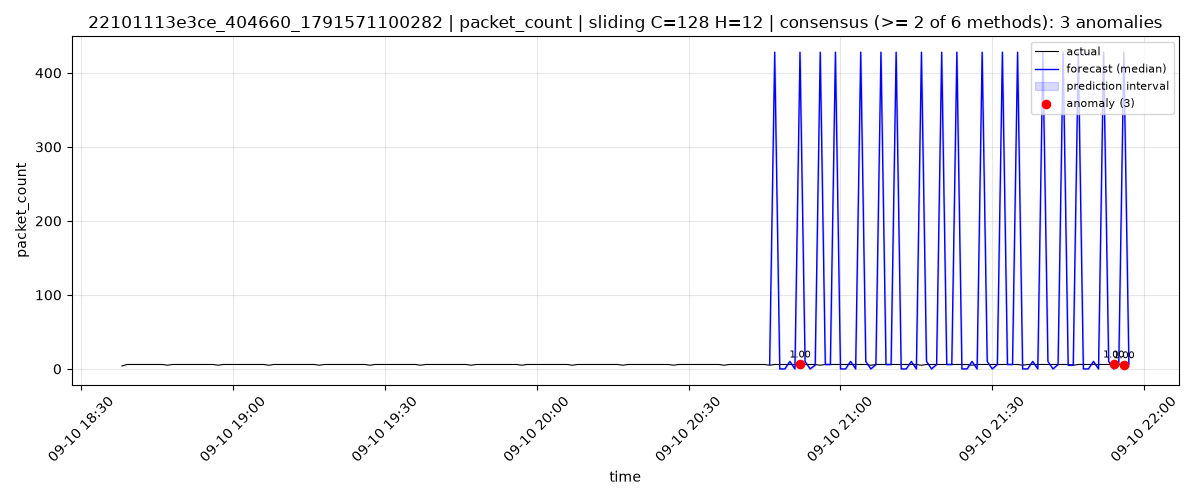 22101113e3ce_404660_1791571100282 | packet_count | sliding C=128 H=12 | consensus (>= 2 of 6 methods): 3 anomalies
actual
forecast (median)
prediction interval
anomaly (3)
packet_count
400
300
200
100
0
1.00
1.00
1.00
09-10 18:30
09-10 19:00
09-10 19:30
09-10 20:00
09-10 20:30
09-10 21:00
09-10 21:30
09-10 22:00
time